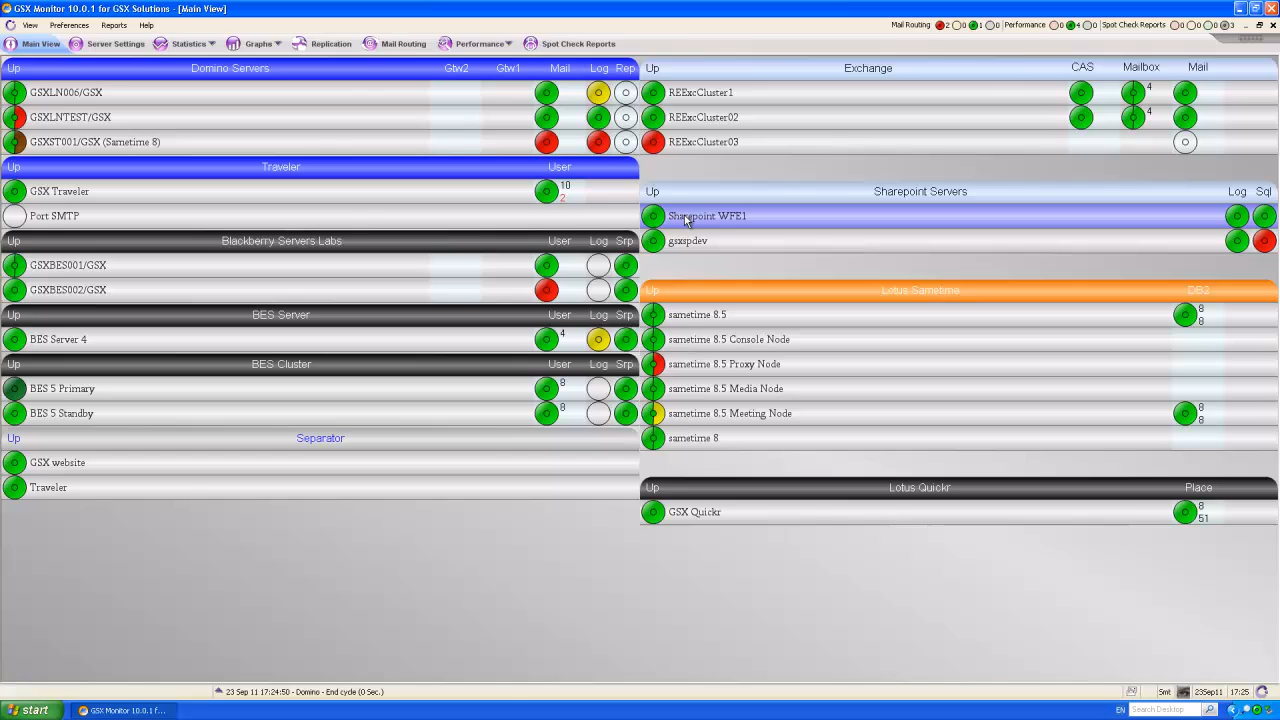 GSX Monitor 10.0.1 for GSX Solutions - [Main View]
View Preferences Reports Help
Mail Routing 2 0 1 0 Performance 0 4 0 Spot Check Reports 0 0 0 3
Main View Server Settings Statistics Graphs Replication Mail Routing Performance Spot Check Reports
Up Domino Servers Gtw2 Gtw1 Mail Log Rep
GSXLN006/GSX
GSXLNTEST/GSX
GSXST001/GSX (Sametime 8)
Up Traveler User
GSX Traveler 10
2
Port SMTP
Up Blackberry Servers Labs User Log Srp
GSXBES001/GSX
GSXBES002/GSX
Up BES Server User Log Srp
BES Server 4 4
Up BES Cluster User Log Srp
BES 5 Primary 8
BES 5 Standby 8
Up Separator
GSX website
Traveler
Up Exchange CAS Mailbox Mail
REExcCluster1 4
REExcCluster02 4
REExcCluster03
Up Sharepoint Servers Log Sql
Sharepoint WFE1
gsxspdev
Up Lotus Sametime DB2
sametime 8.5 8
8
sametime 8.5 Console Node
sametime 8.5 Proxy Node
sametime 8.5 Media Node
sametime 8.5 Meeting Node 8
8
sametime 8
Up Lotus Quickr Place
GSX Quickr 8
51
23 Sep 11 17:24:50 - Domino - End cycle (0 Sec.)
Smt 23Sep11 17:25
start GSX Monitor 10.0.1 f... EN Search Desktop